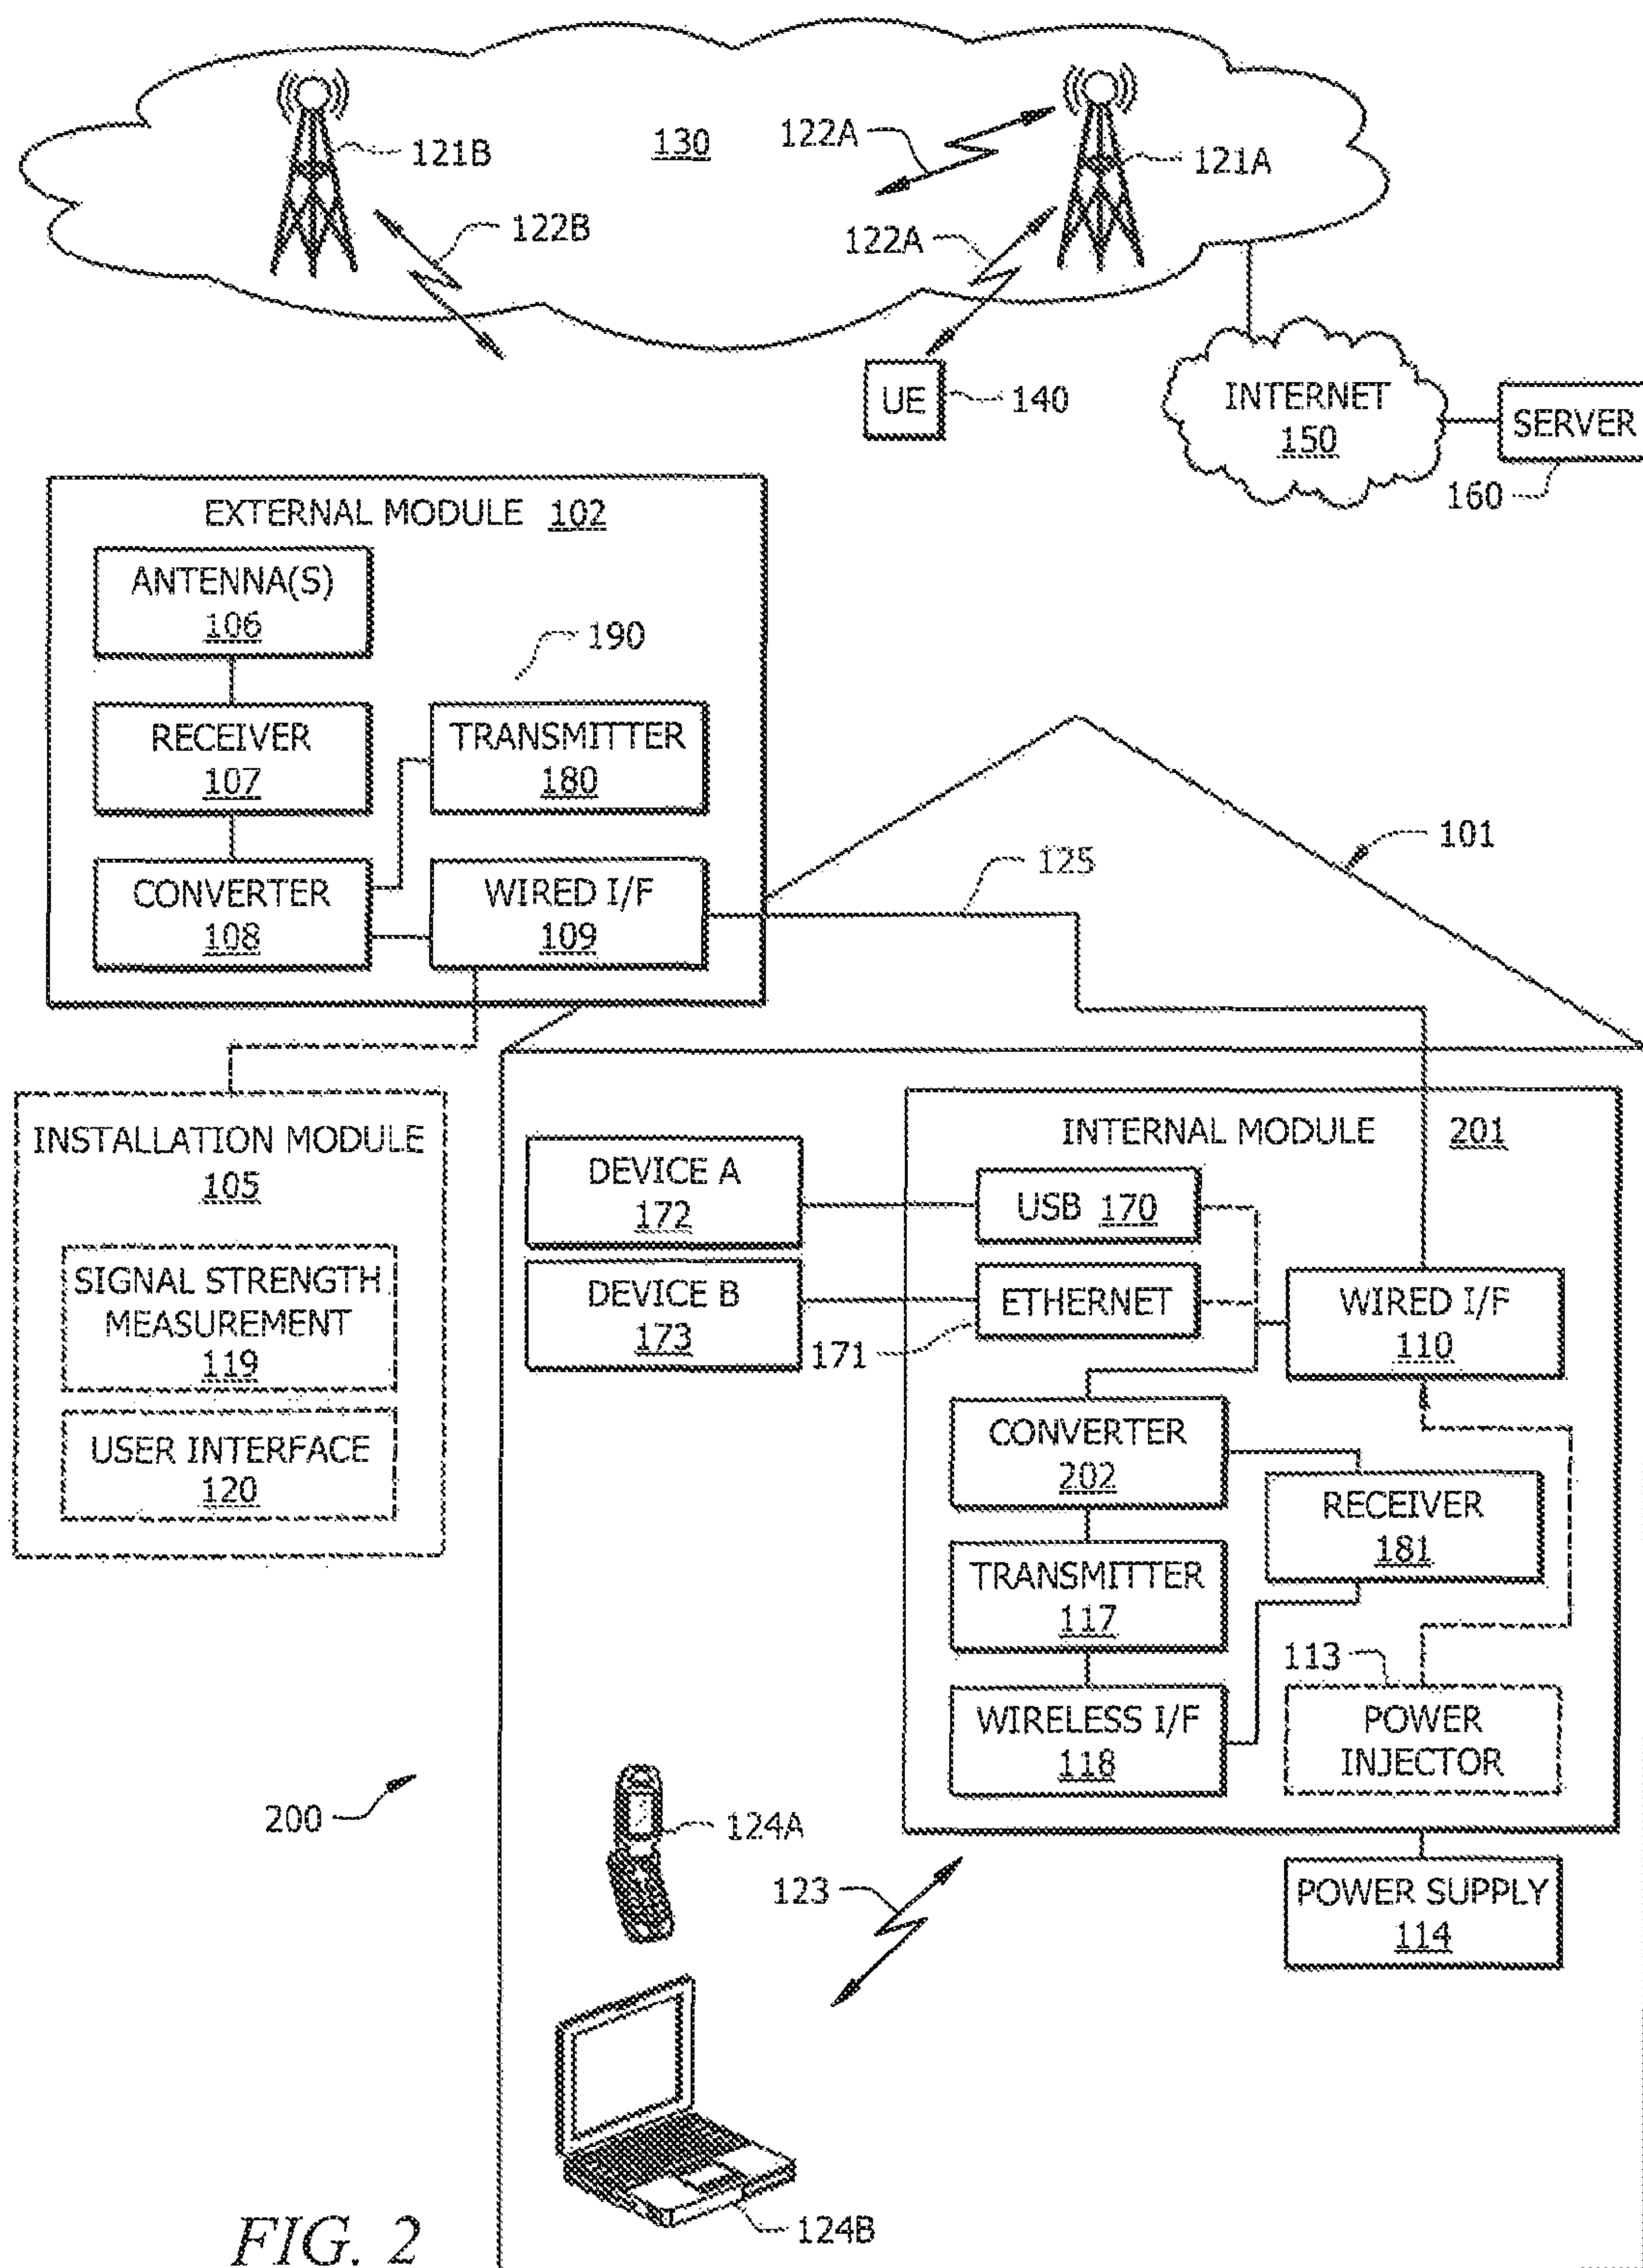 121B
130
122A
121A
122B
122A
UE
140
INTERNET
150
SERVER
160
EXTERNAL MODULE 102
ANTENNA(S)
106
190
RECEIVER
107
TRANSMITTER
180
CONVERTER
108
WIRED I/F
109
125
101
INSTALLATION MODULE
105
SIGNAL STRENGTH
MEASUREMENT
119
USER INTERFACE
120
INTERNAL MODULE 201
DEVICE A
172
USB 170
DEVICE B
173
ETHERNET
171
WIRED I/F
110
CONVERTER
202
RECEIVER
181
TRANSMITTER
117
113
WIRELESS I/F
118
POWER
INJECTOR
200
124A
123
POWER SUPPLY
114
124B
FIG. 2